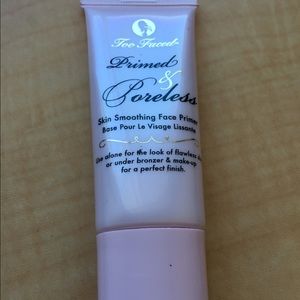 Too Faced
Primed
&
Poreless
Skin Smoothing Face Primer
Base Pour Le Visage Lissante
Use alone for the look of flawless
or under bronzer & make-up
for a perfect finish.